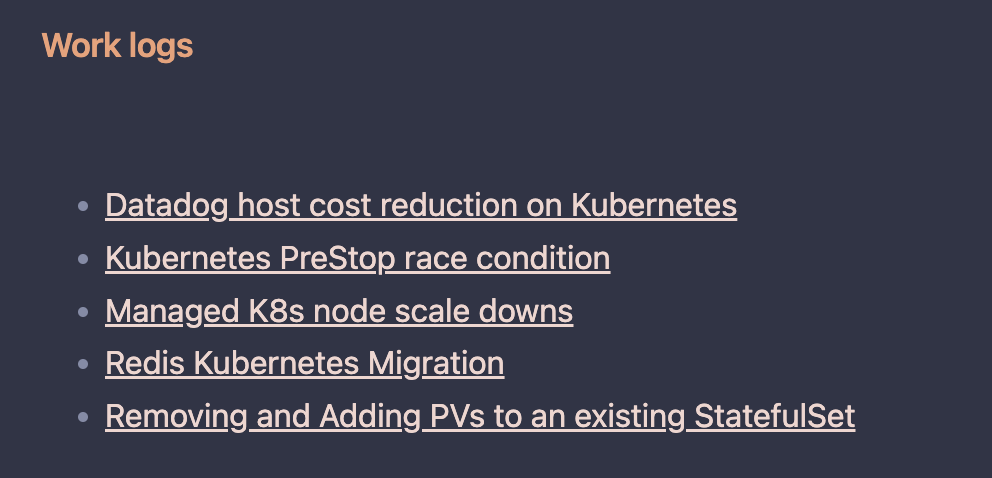 Work logs
Datadog host cost reduction on Kubernetes
Kubernetes PreStop race condition
Managed K8s node scale downs
Redis Kubernetes Migration
Removing and Adding PVs to an existing StatefulSet